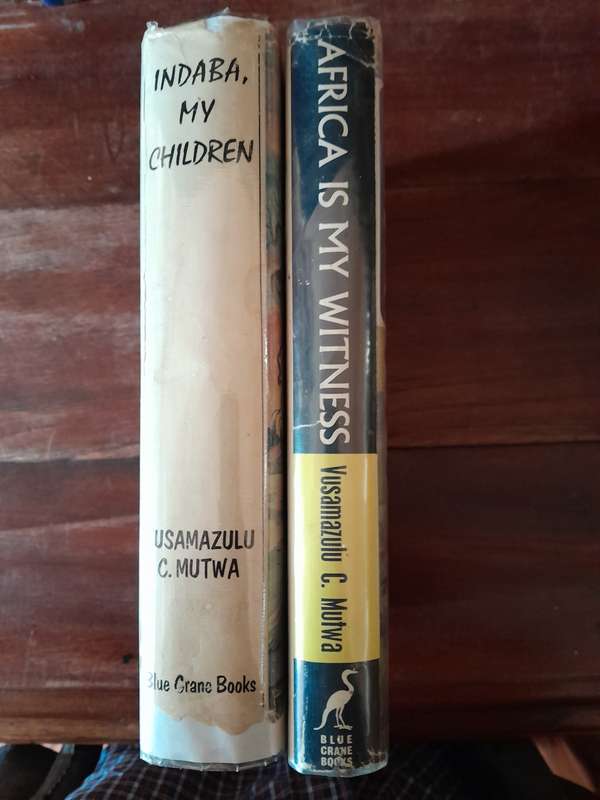 INDABA,
MY
CHILDREN
USAMAZULU
C. MUTWA
Blue Crane Books
AFRICA IS MY WITNESS
Vusamazulu C. Mutwa
BLUE
CRANE
BOOKS